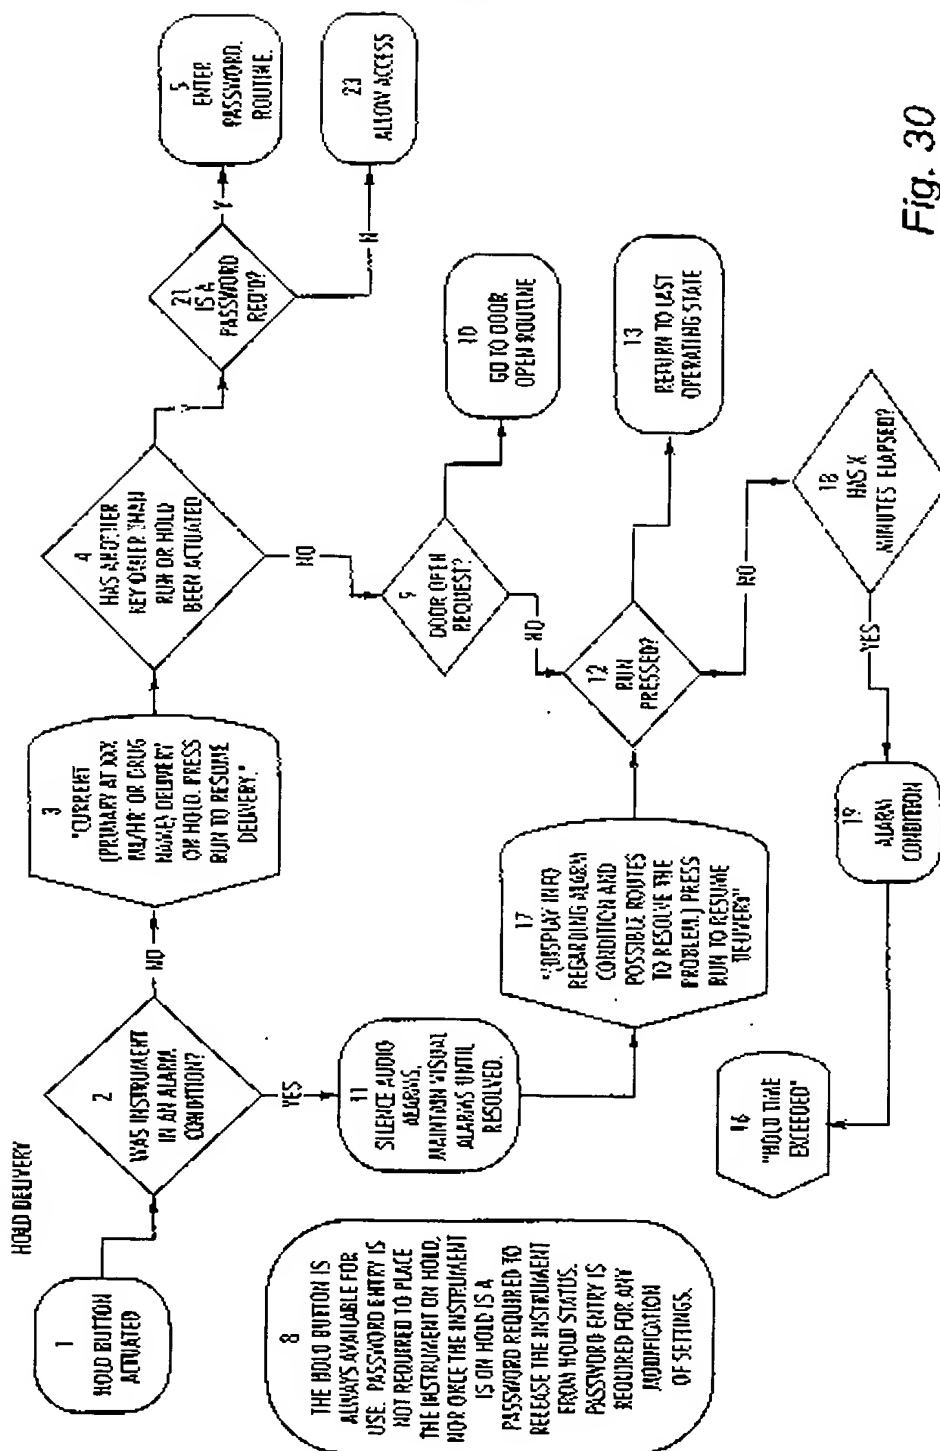 HOLD DELIVERY
1
HOLD BUTTON
ACTUATED
2
WAS INSTRUMENT
IN AN ALARM
CONDITION?
NO
YES
3
"CURRENT
(PRIMARY AT XXX
ML/HR OR DRUG
NAME) DELIVERY
ON HOLD. PRESS
RUN TO RESUME
DELIVERY."
4
HAS ANOTHER
KEY OTHER THAN
RUN OR HOLD
BEEN ACTUATED
Y
NO
21
IS A
PASSWORD
REQ'D?
Y
N
5
ENTER
PASSWORD.
ROUTINE.
23
ALLOW ACCESS
9
DOOR OPEN
REQUEST?
NO
10
GO TO DOOR
OPEN ROUTINE
11
SILENCE AUDIO
ALARMS,
MAINTAIN VISUAL
ALARMS UNTIL
RESOLVED.
17
"(DISPLAY INFO
REGARDING ALARM
CONDITION AND
POSSIBLE ROUTES
TO RESOLVE THE
PROBLEM.) PRESS
RUN TO RESUME
DELIVERY"
12
RUN
PRESSED?
NO
13
RETURN TO LAST
OPERATING STATE
18
HAS X
MINUTES ELAPSED?
YES
19
ALARM
CONDITION
16
"HOLD TIME
EXCEEDED"
8
THE HOLD BUTTON IS
ALWAYS AVAILABLE FOR
USE. PASSWORD ENTRY IS
NOT REQUIRED TO PLACE
THE INSTRUMENT ON HOLD,
NOR ONCE THE INSTRUMENT
IS ON HOLD IS A
PASSWORD REQUIRED TO
RELEASE THE INSTRUMENT
FROM HOLD STATUS.
PASSWORD ENTRY IS
REQUIRED FOR ANY
MODIFICATION
OF SETTINGS.
Fig. 30